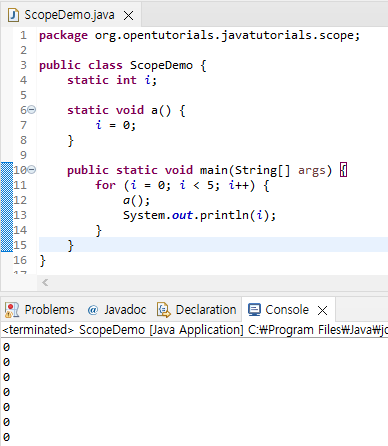 ScopeDemo.java
1 package org.opentutorials.javatutorials.scope;
2
3 public class ScopeDemo {
4     static int i;
5
6     static void a() {
7         i = 0;
8     }
9
10     public static void main(String[] args) {
11         for (i = 0; i < 5; i++) {
12             a();
13             System.out.println(i);
14         }
15     }
16 }
17
Problems @ Javadoc Declaration Console
<terminated> ScopeDemo [Java Application] C:₩Program Files₩Java₩
0
0
0
0
0
0
0